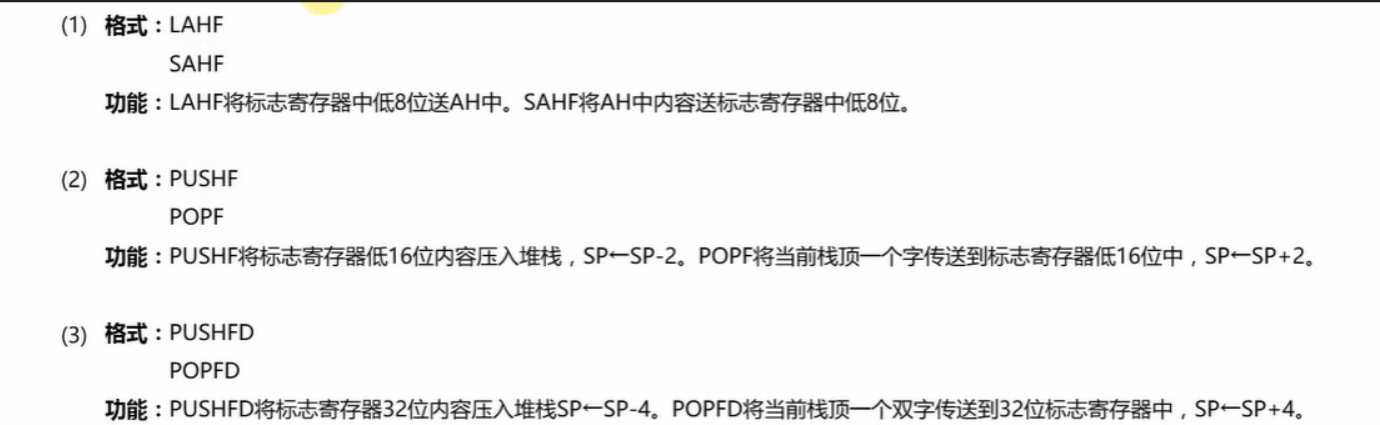 (1) 格式：LAHF
SAHF
功能：LAHF将标志寄存器中低8位送AH中。SAHF将AH中内容送标志寄存器中低8位。
(2) 格式：PUSHF
POPF
功能：PUSHF将标志寄存器低16位内容压入堆栈，SP←SP-2。POPF将当前栈顶一个字传送到标志寄存器低16位中，SP←SP+2。
(3) 格式：PUSHFD
POPFD
功能：PUSHFD将标志寄存器32位内容压入堆栈SP←SP-4。POPFD将当前栈顶一个双字传送到32位标志寄存器中，SP←SP+4。